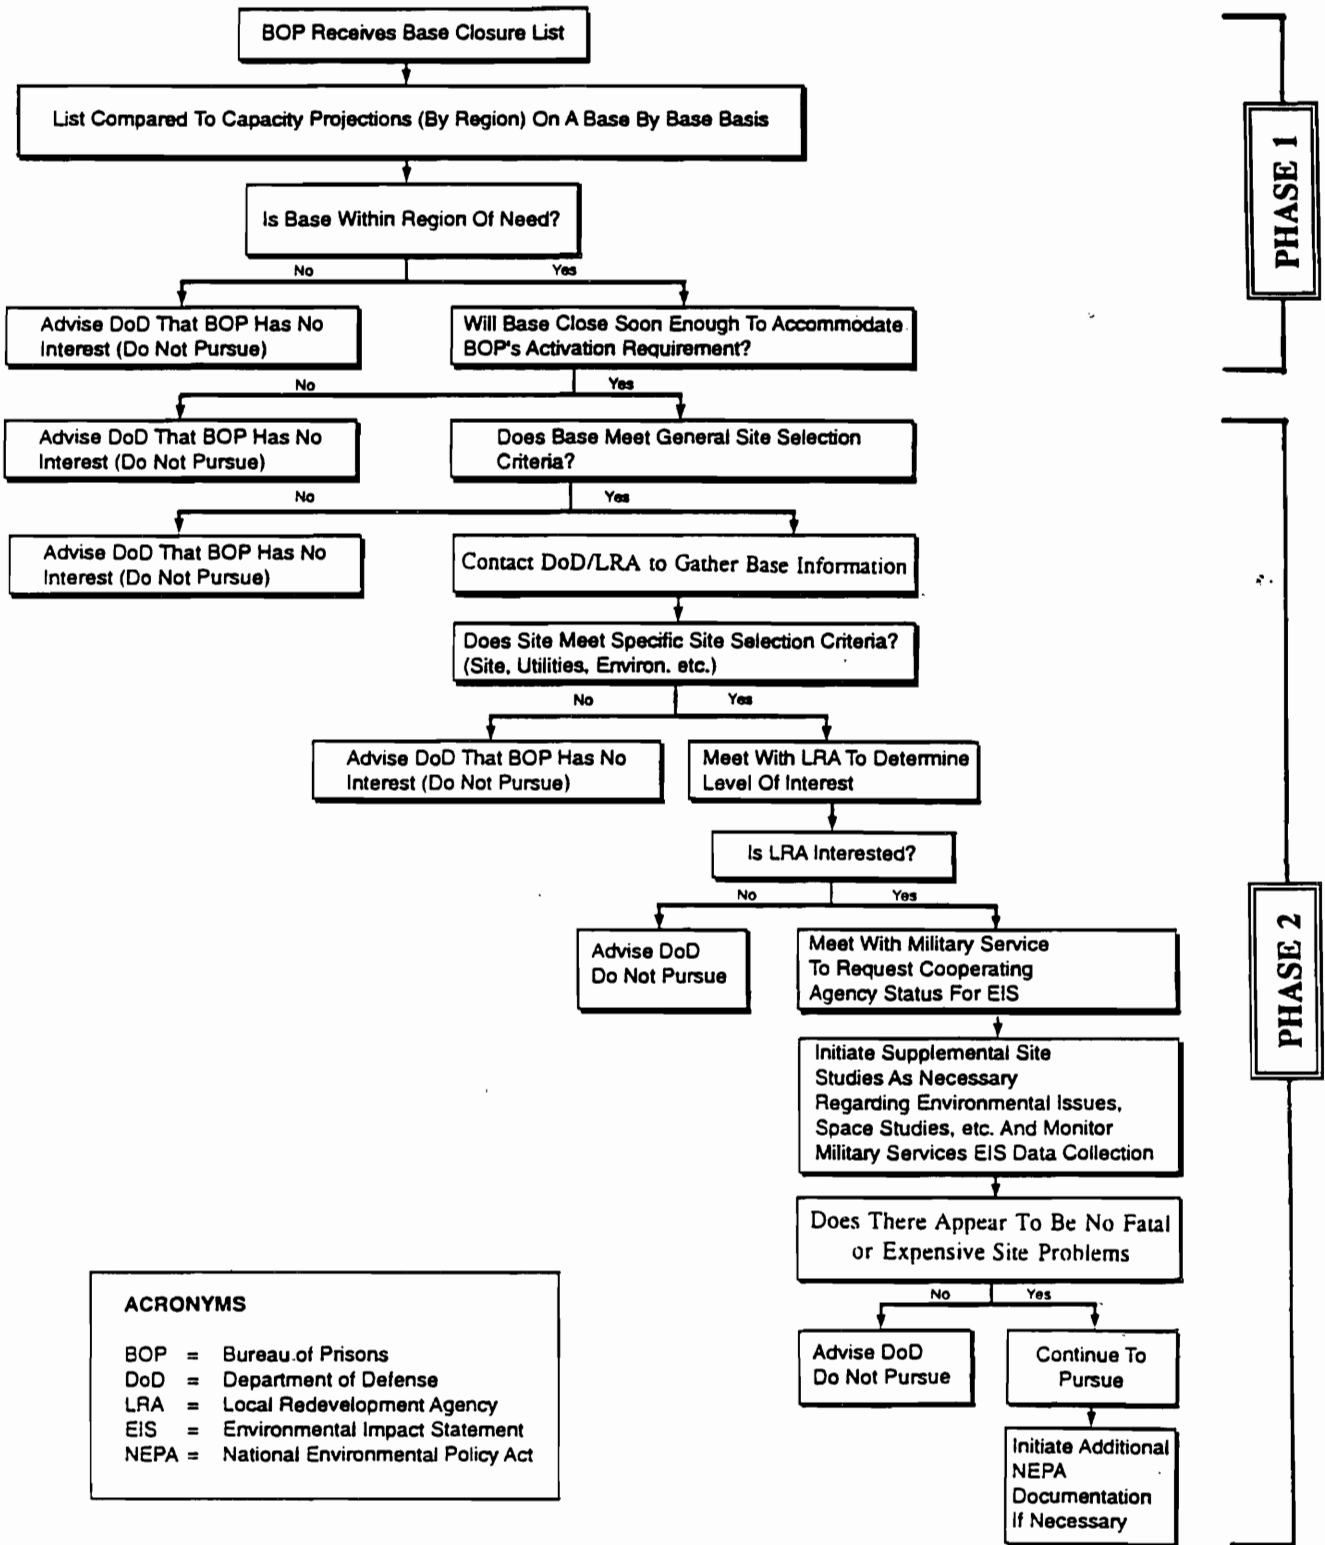 BOP Receives Base Closure List
List Compared To Capacity Projections (By Region) On A Base By Base Basis
Is Base Within Region Of Need?
No
Yes
Advise DoD That BOP Has No
Interest (Do Not Pursue)
Will Base Close Soon Enough To Accommodate
BOP's Activation Requirement?
No
Yes
Advise DoD That BOP Has No
Interest (Do Not Pursue)
Does Base Meet General Site Selection
Criteria?
No
Yes
Advise DoD That BOP Has No
Interest (Do Not Pursue)
Contact DoD/LRA to Gather Base Information
Does Site Meet Specific Site Selection Criteria?
(Site, Utilities, Environ. etc.)
No
Yes
Advise DoD That BOP Has No
Interest (Do Not Pursue)
Meet With LRA To Determine
Level Of Interest
Is LRA Interested?
No
Yes
Advise DoD
Do Not Pursue
Meet With Military Service
To Request Cooperating
Agency Status For EIS
Initiate Supplemental Site
Studies As Necessary
Regarding Environmental Issues,
Space Studies, etc. And Monitor
Military Services EIS Data Collection
Does There Appear To Be No Fatal
or Expensive Site Problems
No
Yes
Advise DoD
Do Not Pursue
Continue To
Pursue
Initiate Additional
NEPA
Documentation
If Necessary
PHASE 1
PHASE 2
ACRONYMS
BOP = Bureau of Prisons
DoD = Department of Defense
LRA = Local Redevelopment Agency
EIS = Environmental Impact Statement
NEPA = National Environmental Policy Act